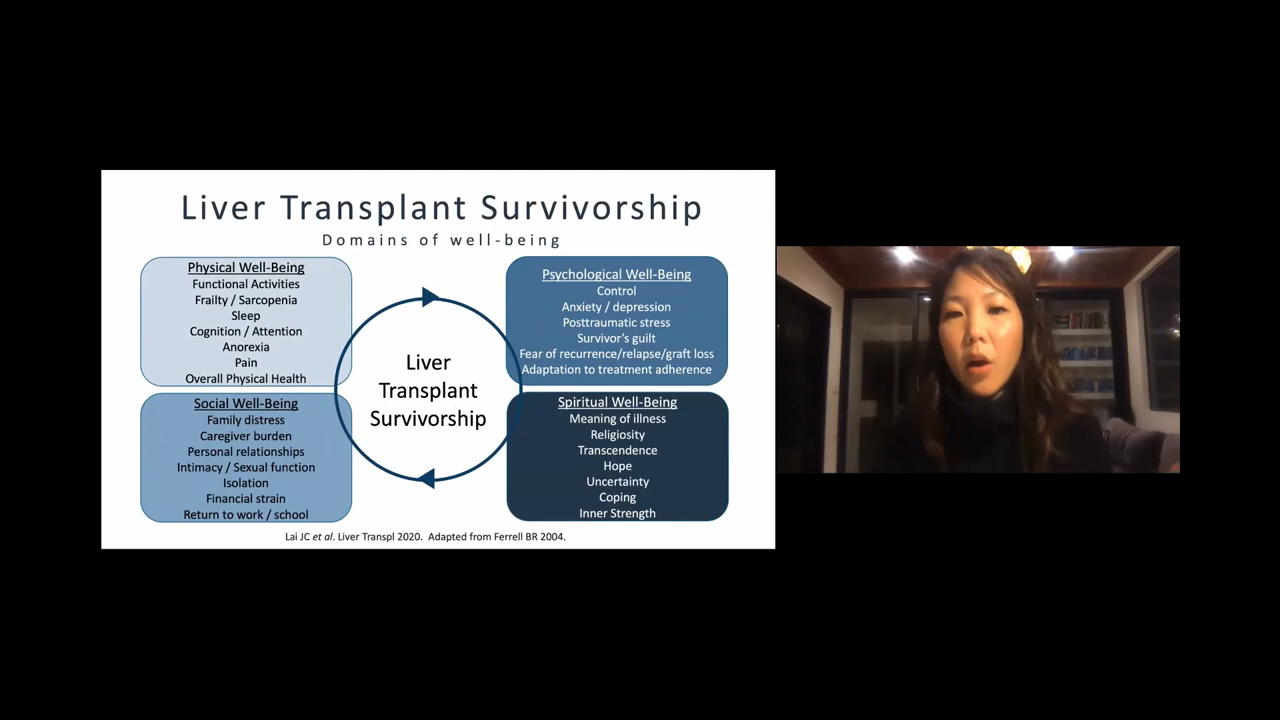 Liver Transplant Survivorship
Domains of well-being
Physical Well-Being
Functional Activities
Frailty / Sarcopenia
Sleep
Cognition / Attention
Anorexia
Pain
Overall Physical Health
Psychological Well-Being
Control
Anxiety / depression
Posttraumatic stress
Survivor's guilt
Fear of recurrence/relapse/graft loss
Adaptation to treatment adherence
Liver
Transplant
Survivorship
Social Well-Being
Family distress
Caregiver burden
Personal relationships
Intimacy / Sexual function
Isolation
Financial strain
Return to work / school
Spiritual Well-Being
Meaning of illness
Religiosity
Transcendence
Hope
Uncertainty
Coping
Inner Strength
Lai JC et al. Liver Transpl 2020. Adapted from Ferrell BR 2004.